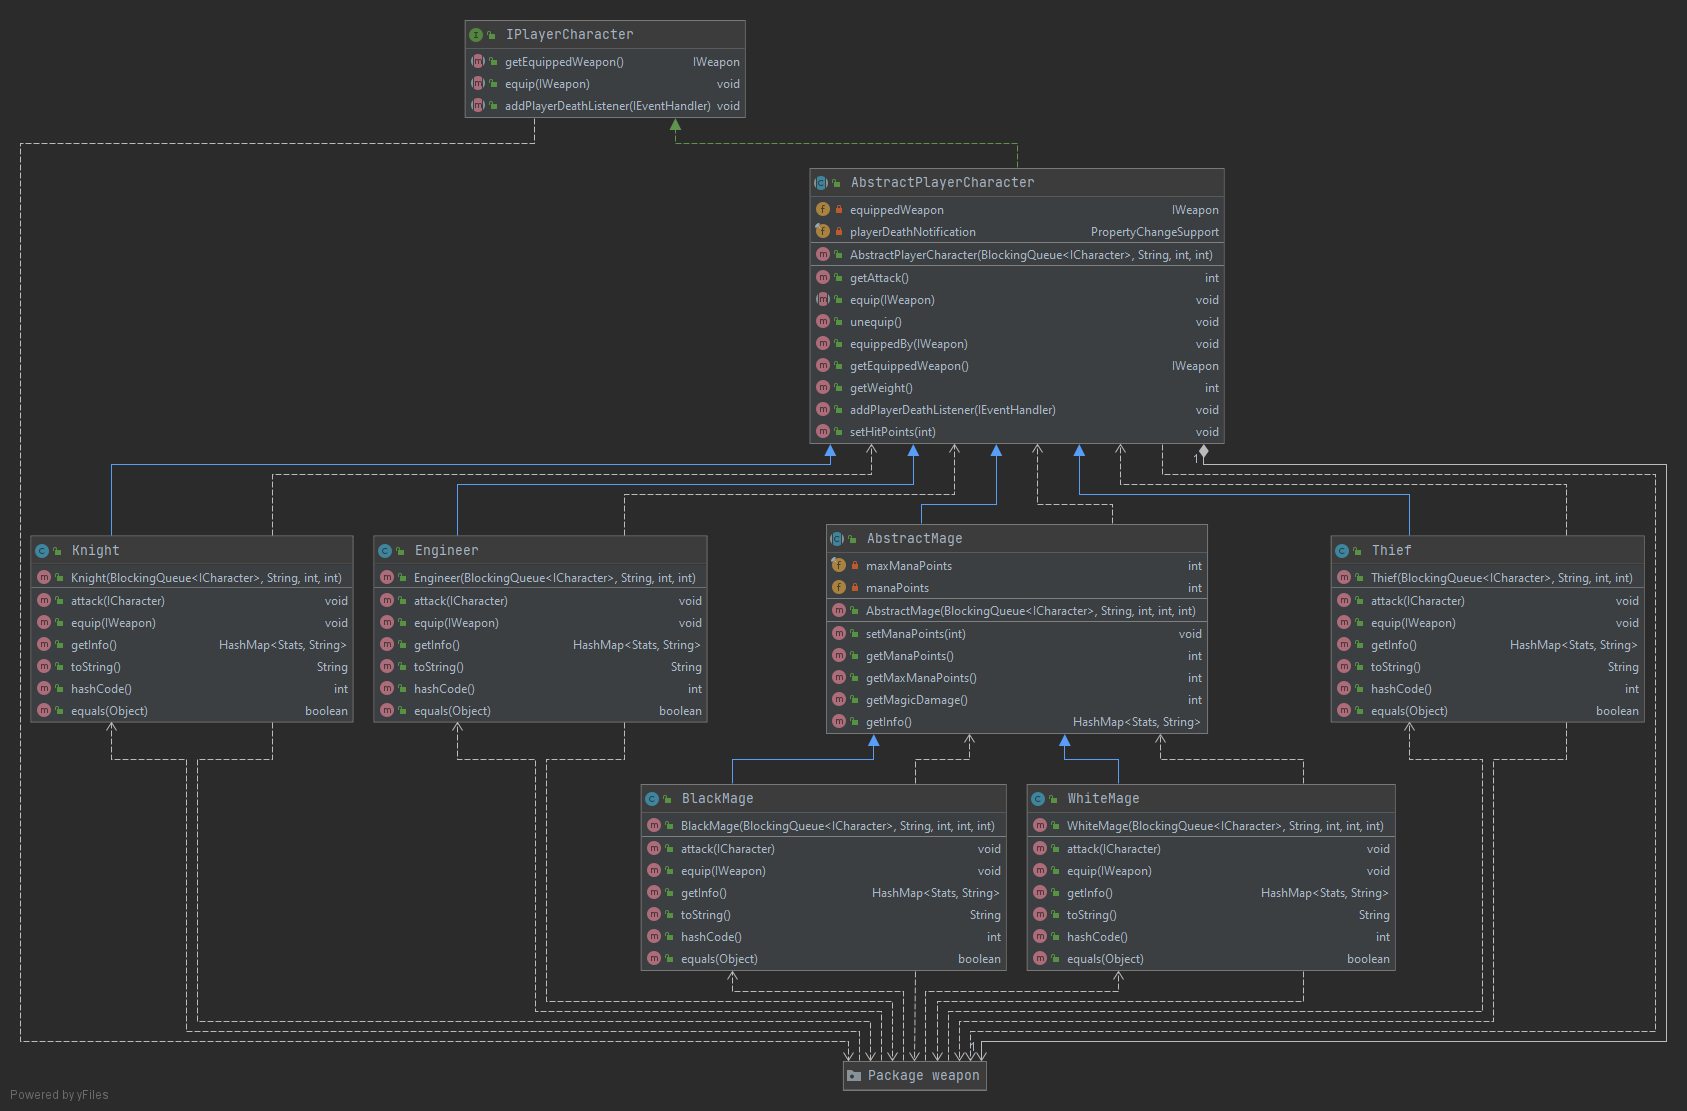 IPlayerCharacter
getEquippedWeapon() IWeapon
equip(IWeapon) void
addPlayerDeathListener(IEventHandler) void
AbstractPlayerCharacter
equippedWeapon IWeapon
playerDeathNotification PropertyChangeSupport
AbstractPlayerCharacter(BlockingQueue<ICharacter>, String, int, int)
getAttack() int
equip(IWeapon) void
unequip() void
equippedBy(IWeapon) void
getEquippedWeapon() IWeapon
getWeight() int
addPlayerDeathListener(IEventHandler) void
setHitPoints(int) void
1
Knight
Knight(BlockingQueue<ICharacter>, String, int, int)
attack(ICharacter) void
equip(IWeapon) void
getInfo() HashMap<Stats, String>
toString() String
hashCode() int
equals(Object) boolean
Engineer
Engineer(BlockingQueue<ICharacter>, String, int, int)
attack(ICharacter) void
equip(IWeapon) void
getInfo() HashMap<Stats, String>
toString() String
hashCode() int
equals(Object) boolean
AbstractMage
maxManaPoints int
manaPoints int
AbstractMage(BlockingQueue<ICharacter>, String, int, int, int)
setManaPoints(int) void
getManaPoints() int
getMaxManaPoints() int
getMagicDamage() int
getInfo() HashMap<Stats, String>
Thief
Thief(BlockingQueue<ICharacter>, String, int, int)
attack(ICharacter) void
equip(IWeapon) void
getInfo() HashMap<Stats, String>
toString() String
hashCode() int
equals(Object) boolean
BlackMage
BlackMage(BlockingQueue<ICharacter>, String, int, int, int)
attack(ICharacter) void
equip(IWeapon) void
getInfo() HashMap<Stats, String>
toString() String
hashCode() int
equals(Object) boolean
WhiteMage
WhiteMage(BlockingQueue<ICharacter>, String, int, int, int)
attack(ICharacter) void
equip(IWeapon) void
getInfo() HashMap<Stats, String>
toString() String
hashCode() int
equals(Object) boolean
1
Package weapon
Powered by yFiles